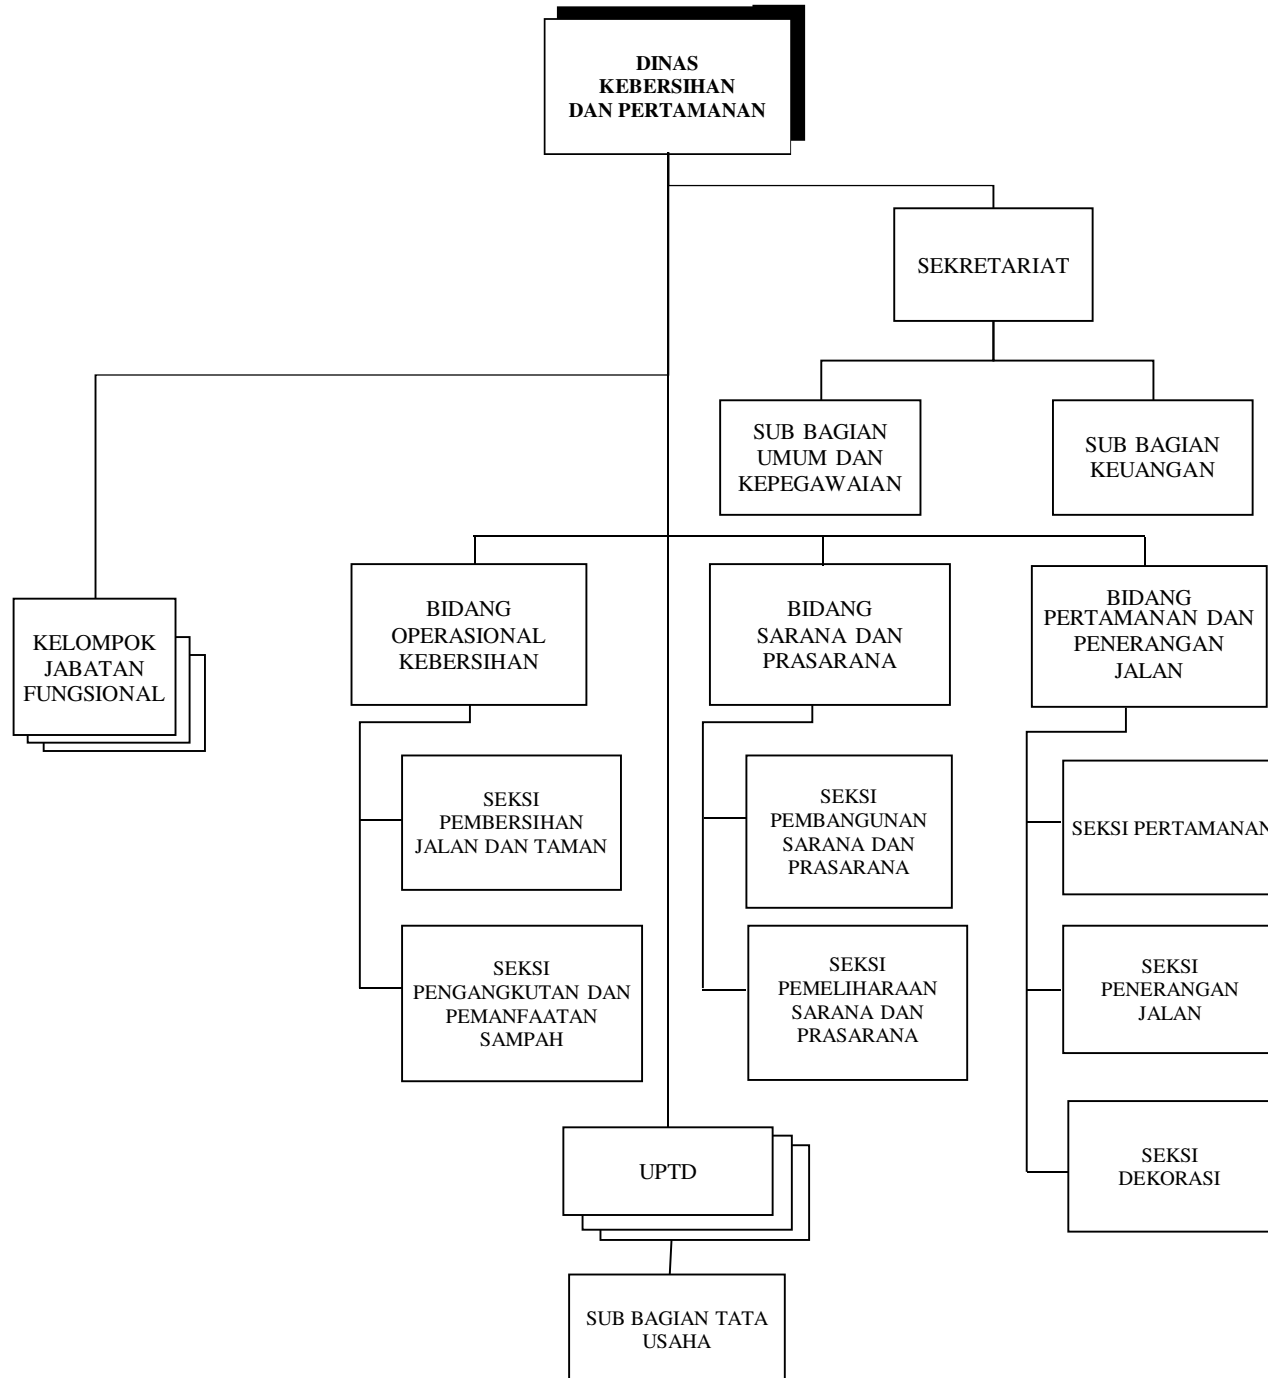 DINAS
KEBERSIHAN
DAN PERTAMANAN
SEKRETARIAT
SUB BAGIAN
UMUM DAN
KEPEGAWAIAN
SUB BAGIAN
KEUANGAN
KELOMPOK
JABATAN
FUNGSIONAL
BIDANG
OPERASIONAL
KEBERSIHAN
BIDANG
SARANA DAN
PRASARANA
BIDANG
PERTAMANAN DAN
PENERANGAN
JALAN
SEKSI
PEMBERSIHAN
JALAN DAN TAMAN
SEKSI
PEMBANGUNAN
SARANA DAN
PRASARANA
SEKSI PERTAMANAN
SEKSI
PENGANGKUTAN DAN
PEMANFAATAN
SAMPAH
SEKSI
PEMELIHARAAN
SARANA DAN
PRASARANA
SEKSI
PENERANGAN
JALAN
UPTD
SEKSI
DEKORASI
SUB BAGIAN TATA
USAHA